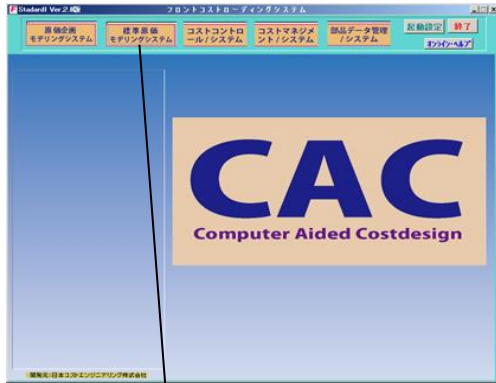 Stadardl Ver 2.0版
フロントストローディングシステム
原価企画
モデリングシステム
標準原価
モデリングシステム
コストコントロ
ール/システム
コストマネジメ
ント/システム
部品データ管理
/システム
起動設定
終了
オンライン・ヘルプ
CAC
Computer Aided Costdesign
開発元:日本コストエンジニアリング株式会社